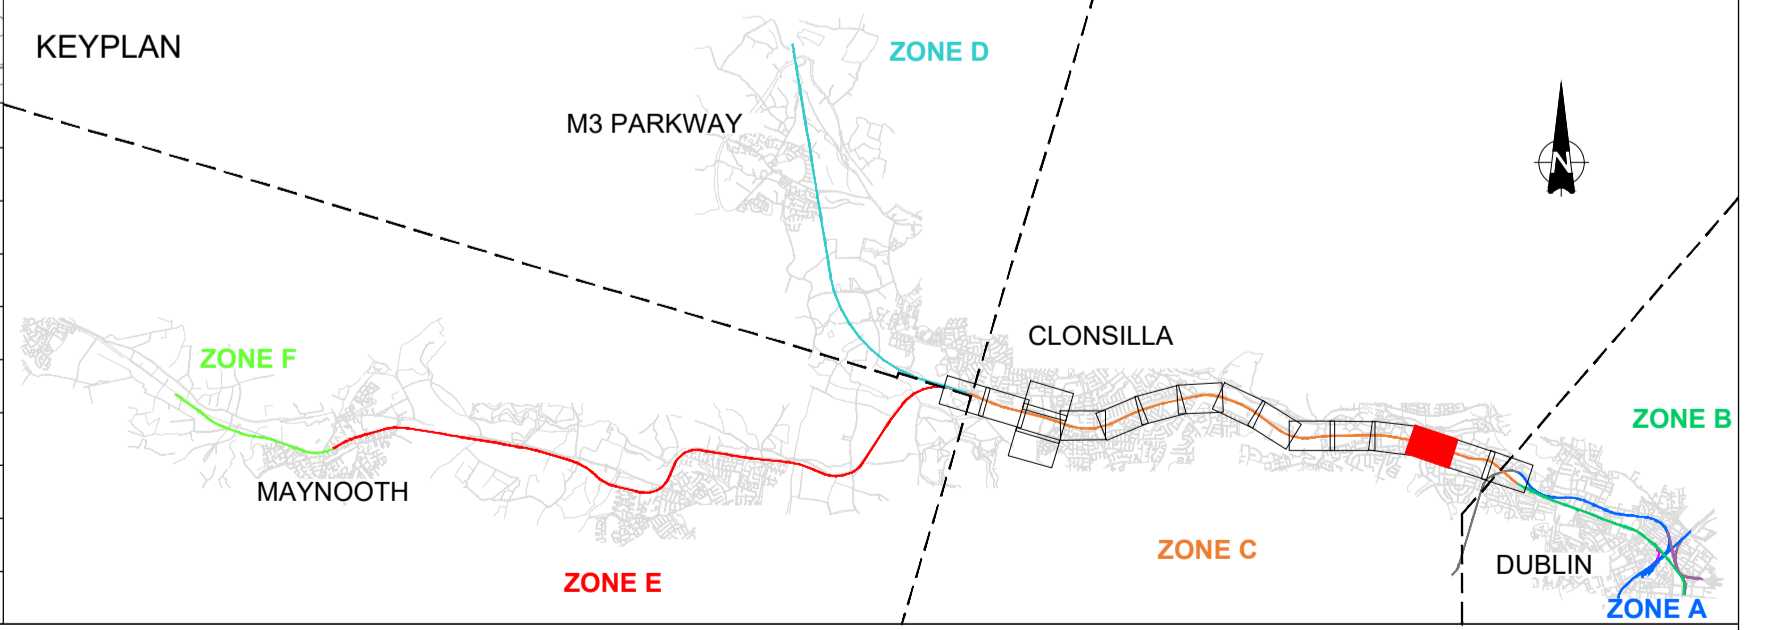 KEYPLAN
ZONE D
M3 PARKWAY
N
CLONSILLA
ZONE F
ZONE B
MAYNOOTH
ZONE C
DUBLIN
ZONE E
ZONE A